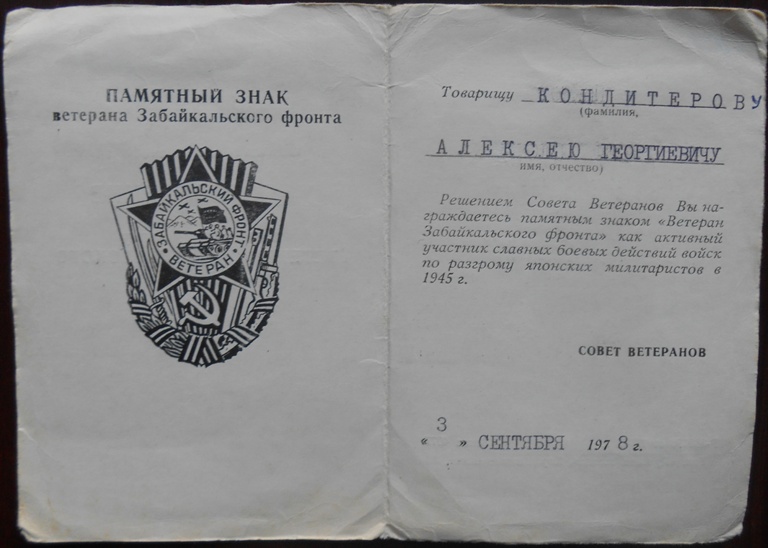 ПАМЯТНЫЙ ЗНАК
ветерана Забайкальского фронта
ЗАБАЙКАЛЬСКИЙ ФРОНТ
ВЕТЕРАН
Товарищу КОНДИТЕРОВУ
(фамилия,
АЛЕКСЕЮ ГЕОРГИЕВИЧУ
имя, отчество)
Решением Совета Ветеранов Вы на-
граждаетесь памятным знаком «Ветеран
Забайкальского фронта» как активный
участник славных боевых действий войск
по разгрому японских милитаристов в
1945 г.
СОВЕТ ВЕТЕРАНОВ
« 3 » СЕНТЯБРЯ 1978 г.